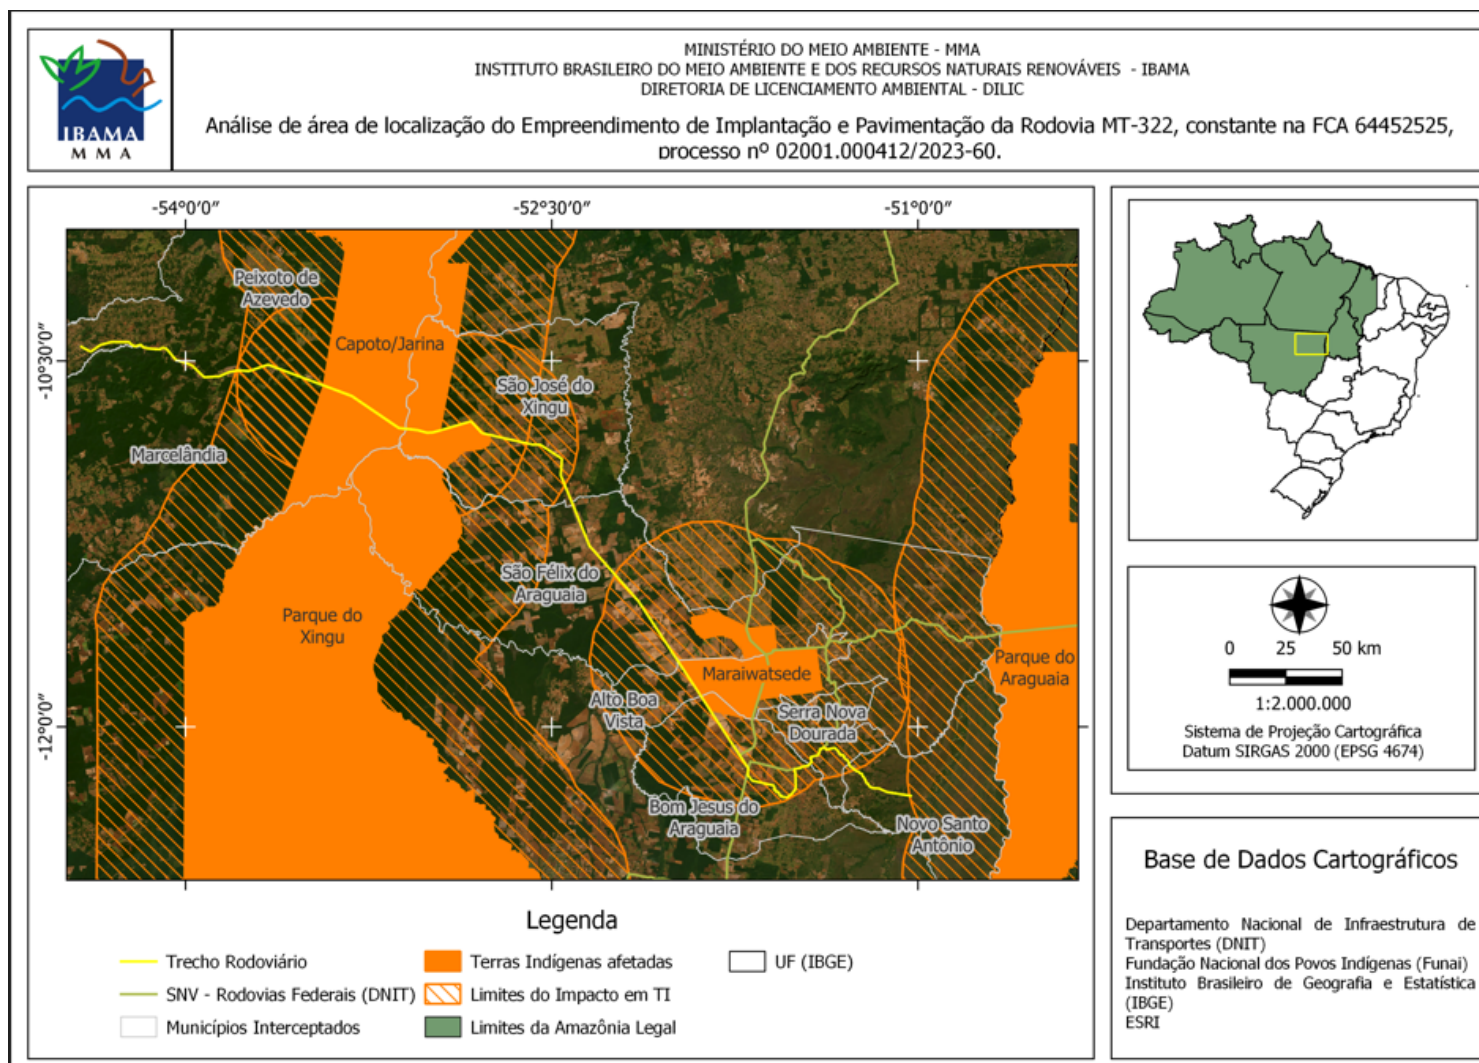 IBAMA
M M A
MINISTÉRIO DO MEIO AMBIENTE - MMA
INSTITUTO BRASILEIRO DO MEIO AMBIENTE E DOS RECURSOS NATURAIS RENOVÁVEIS - IBAMA
DIRETORIA DE LICENCIAMENTO AMBIENTAL - DILIC
Análise de área de localização do Empreendimento de Implantação e Pavimentação da Rodovia MT-322, constante na FCA 64452525,
processo nº 02001.000412/2023-60.
-54°0'0"
-52°30'0"
-51°0'0"
-10°30'0"
-12°0'0"
Peixoto de
Azevedo
Capoto/Jarina
São José do
Xingu
Marcelândia
São Félix do
Araguaia
Parque do
Xingu
Maraiwatsede
Parque do
Araguaia
Alto Boa
Vista
Serra Nova
Dourada
Bom Jesus do
Araguaia
Novo Santo
Antônio
Legenda
Trecho Rodoviário
SNV - Rodovias Federais (DNIT)
Municípios Interceptados
Terras Indígenas afetadas
Limites do Impacto em TI
Limites da Amazônia Legal
UF (IBGE)
0 25 50 km
1:2.000.000
Sistema de Projeção Cartográfica
Datum SIRGAS 2000 (EPSG 4674)
Base de Dados Cartográficos
Departamento Nacional de Infraestrutura de
Transportes (DNIT)
Fundação Nacional dos Povos Indígenas (Funai)
Instituto Brasileiro de Geografia e Estatística
(IBGE)
ESRI